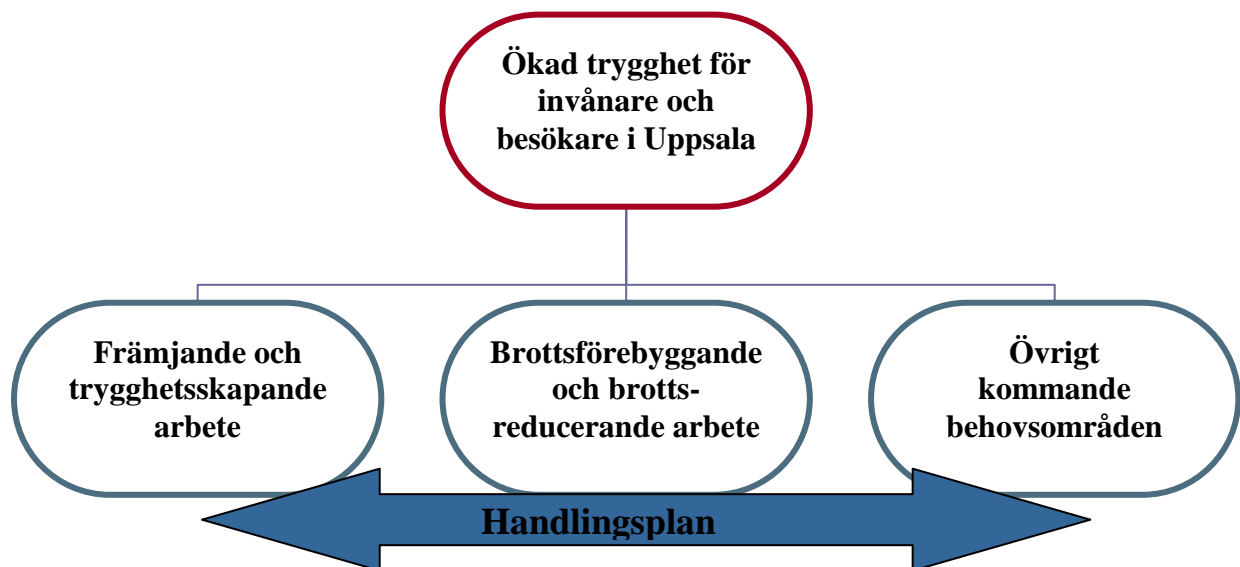 Ökad trygghet för
invånare och
besökare i Uppsala
Främjande och
trygghetsskapande
arbete
Brottsförebyggande
och brotts-
reducerande arbete
Övrigt
kommande
behovsområden
Handlingsplan